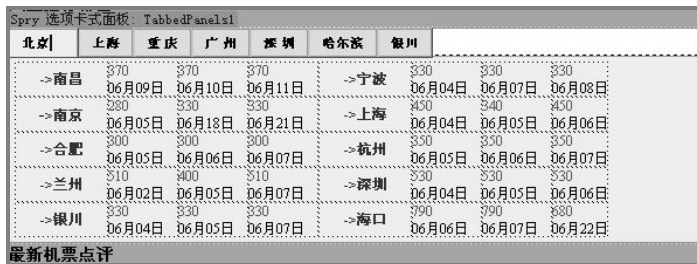 Spry 选项卡式面板: TabbedPanels1
北京 上海 重庆 广州 深圳 哈尔滨 银川
->南昌 370 370 370 ->宁波 330 330 330
06月09日 06月10日 06月11日 06月04日 06月07日 06月08日
->南京 280 330 330 ->上海 450 340 450
06月05日 06月18日 06月21日 06月04日 06月05日 06月06日
->合肥 300 300 300 ->杭州 350 350 350
06月05日 06月06日 06月07日 06月05日 06月06日 06月07日
->兰州 510 400 510 ->深圳 530 530 530
06月02日 06月05日 06月07日 06月04日 06月05日 06月06日
->银川 330 330 330 ->海口 790 790 680
06月04日 06月05日 06月07日 06月06日 06月07日 06月22日
最新机票点评